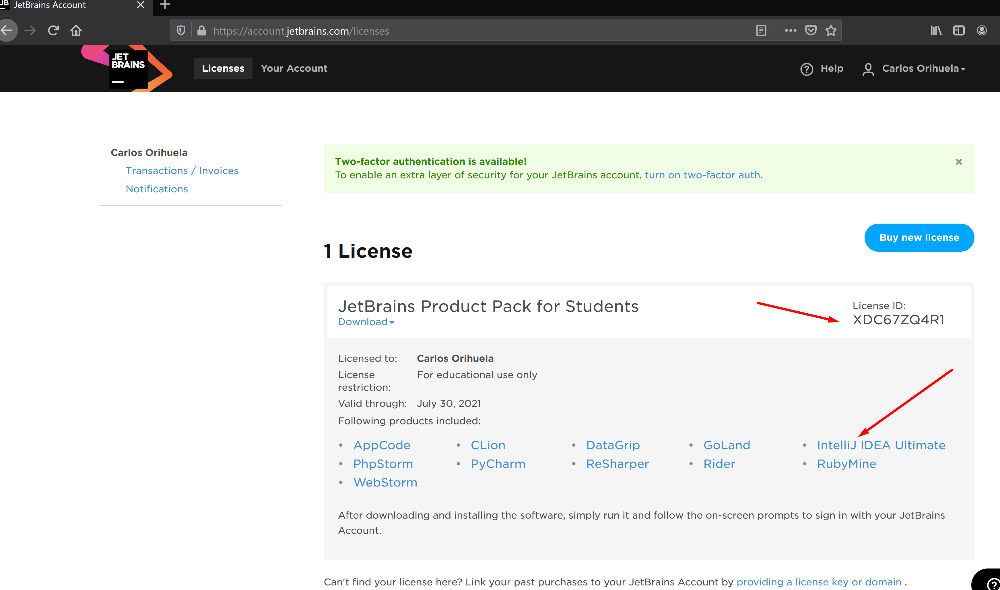 JB JetBrains Account
https://account.jetbrains.com/licenses
JET
BRAINS
Licenses Your Account Help Carlos Orihuela
Carlos Orihuela
Transactions / Invoices
Notifications
Two-factor authentication is available!
To enable an extra layer of security for your JetBrains account, turn on two-factor auth.
Buy new license
1 License
JetBrains Product Pack for Students
Download
License ID:
XDC67ZQ4R1
Licensed to: Carlos Orihuela
License restriction: For educational use only
Valid through: July 30, 2021
Following products included:
• AppCode • CLion • DataGrip • GoLand • IntelliJ IDEA Ultimate
• PhpStorm • PyCharm • ReSharper • Rider • RubyMine
• WebStorm
After downloading and installing the software, simply run it and follow the on-screen prompts to sign in with your JetBrains
Account.
Can't find your license here? Link your past purchases to your JetBrains Account by providing a license key or domain .